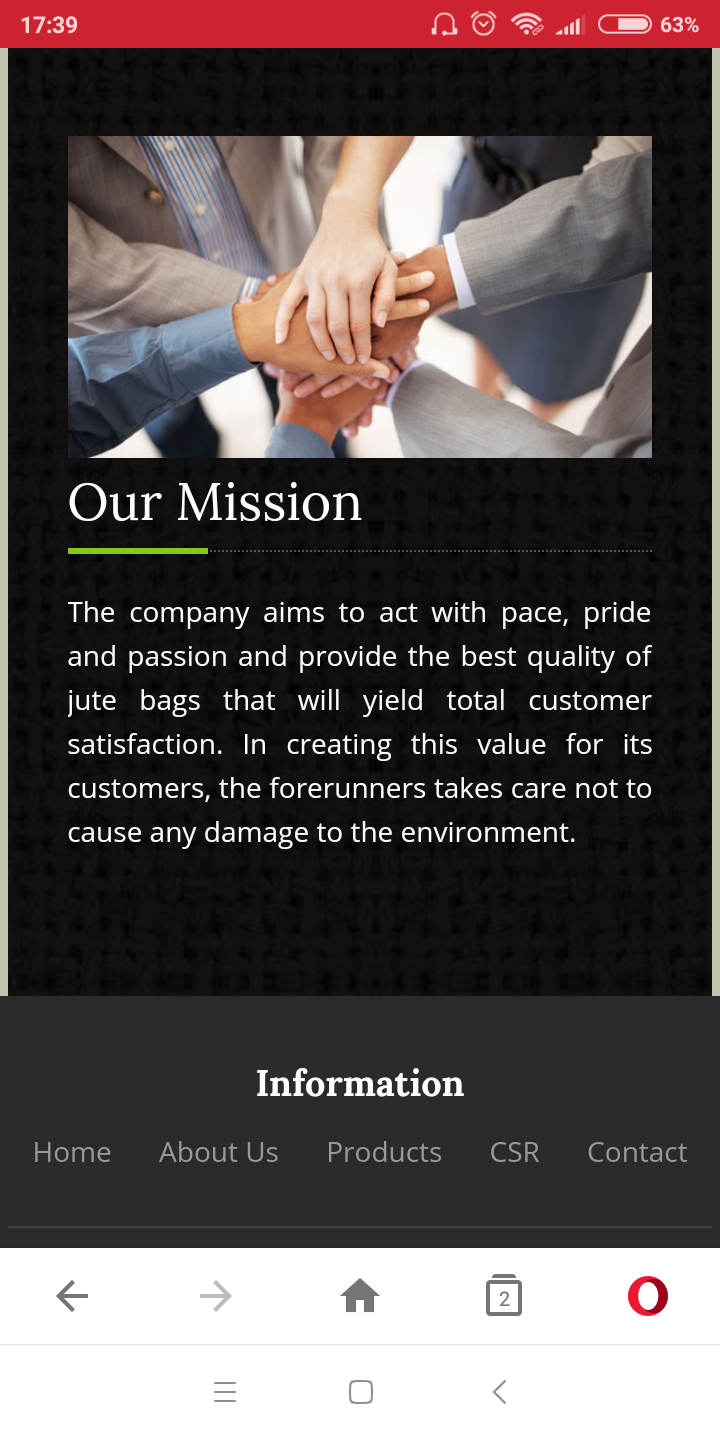 17:39
63%
Our Mission
The company aims to act with pace, pride
and passion and provide the best quality of
jute bags that will yield total customer
satisfaction. In creating this value for its
customers, the forerunners takes care not to
cause any damage to the environment.
Information
Home About Us Products CSR Contact
2